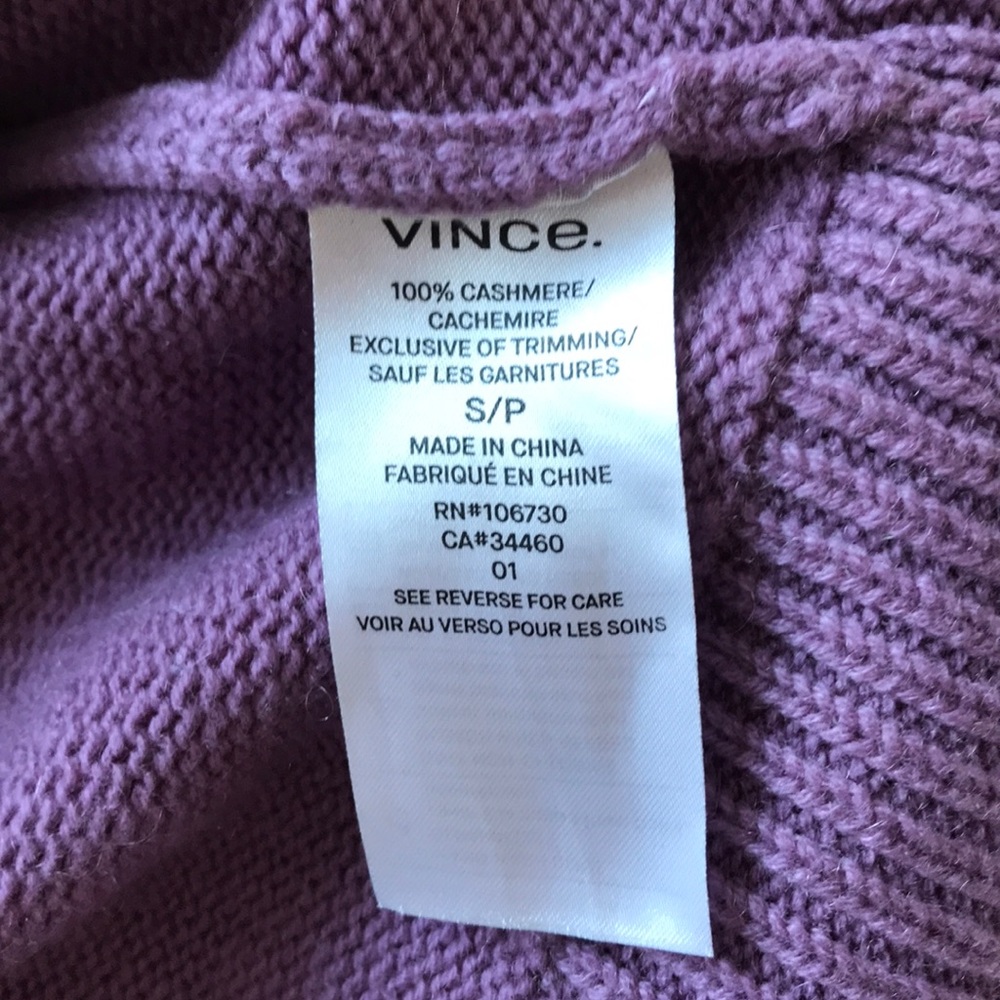 VINCe.
100% CASHMERE/
CACHEMIRE
EXCLUSIVE OF TRIMMING/
SAUF LES GARNITURES
S/P
MADE IN CHINA
FABRIQUÉ EN CHINE
RN#106730
CA#34460
01
SEE REVERSE FOR CARE
VOIR AU VERSO POUR LES SOINS